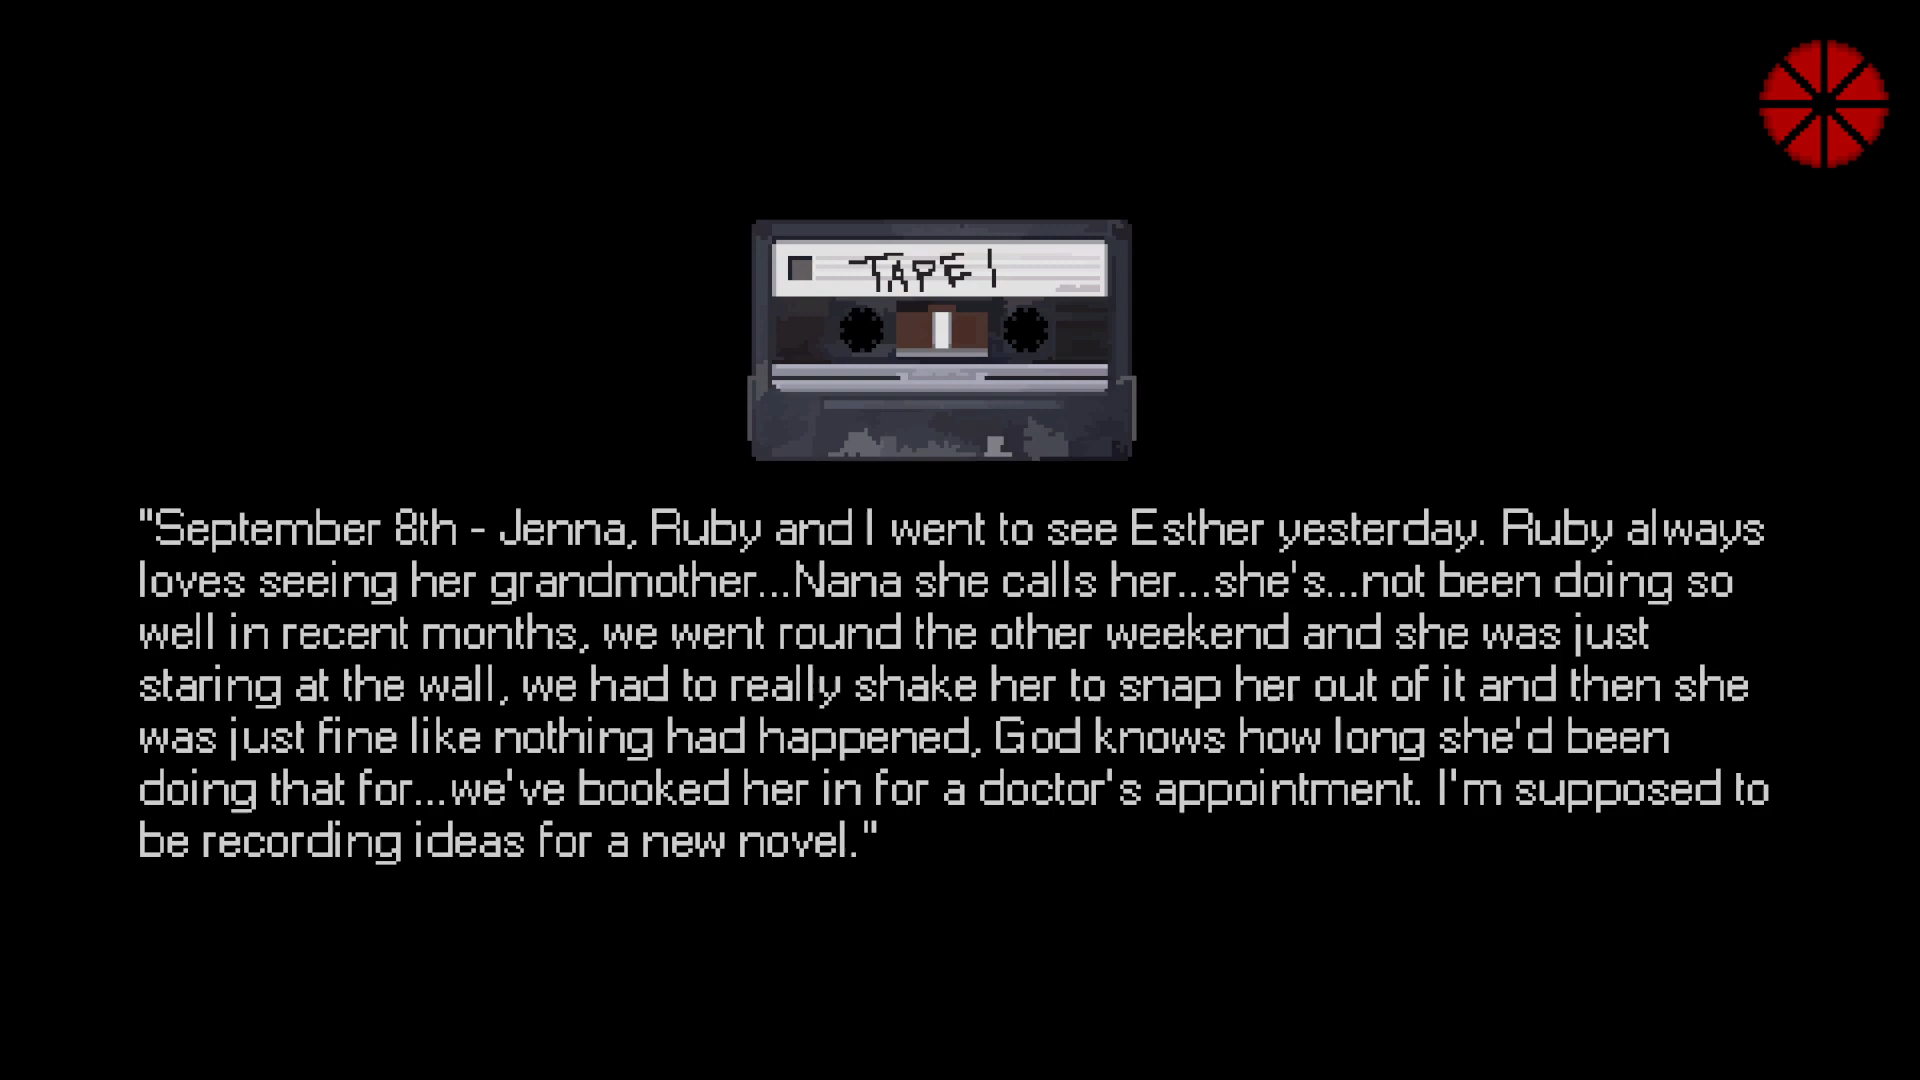 TAPE 1
"September 8th - Jenna, Ruby and I went to see Esther yesterday. Ruby always
loves seeing her grandmother...Nana she calls her...she's...not been doing so
well in recent months, we went round the other weekend and she was just
staring at the wall, we had to really shake her to snap her out of it and then she
was just fine like nothing had happened, God knows how long she'd been
doing that for...we've booked her in for a doctor's appointment. I'm supposed to
be recording ideas for a new novel."